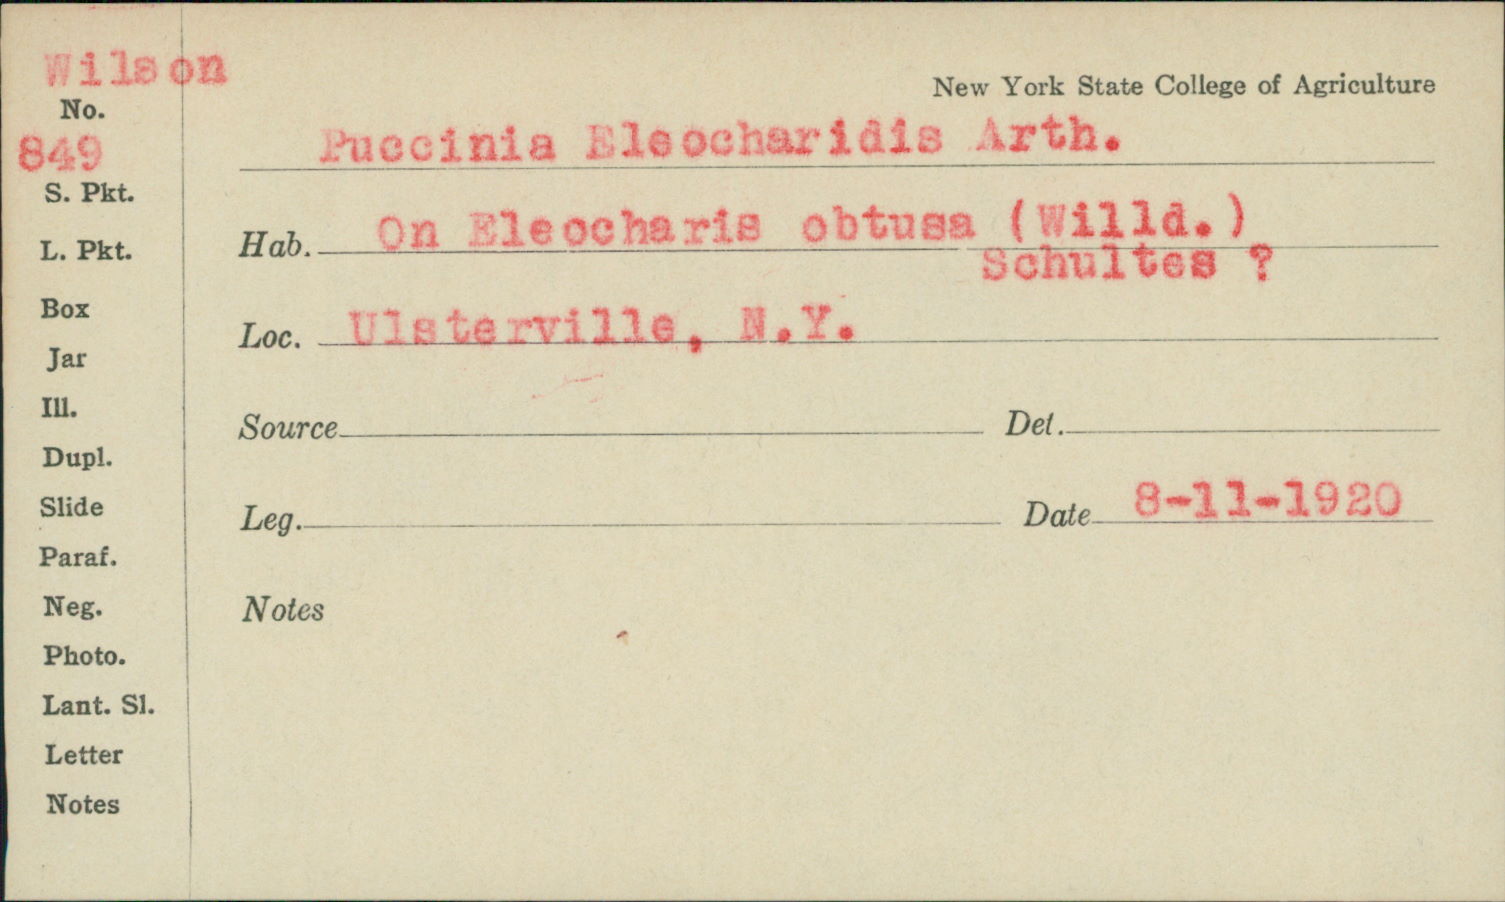 Wilson
New York State College of Agriculture
No.
849
Puccinia Eleocharidis Arth.
S. Pkt.
Hab. On Eleocharis obtusa (Willd.)
Schultes ?
L. Pkt.
Box
Loc. Ulsterville, N.Y.
Jar
Ill.
Source Det.
Dupl.
Slide
Leg. Date 8-11-1920
Paraf.
Neg.
Notes
Photo.
Lant. Sl.
Letter
Notes